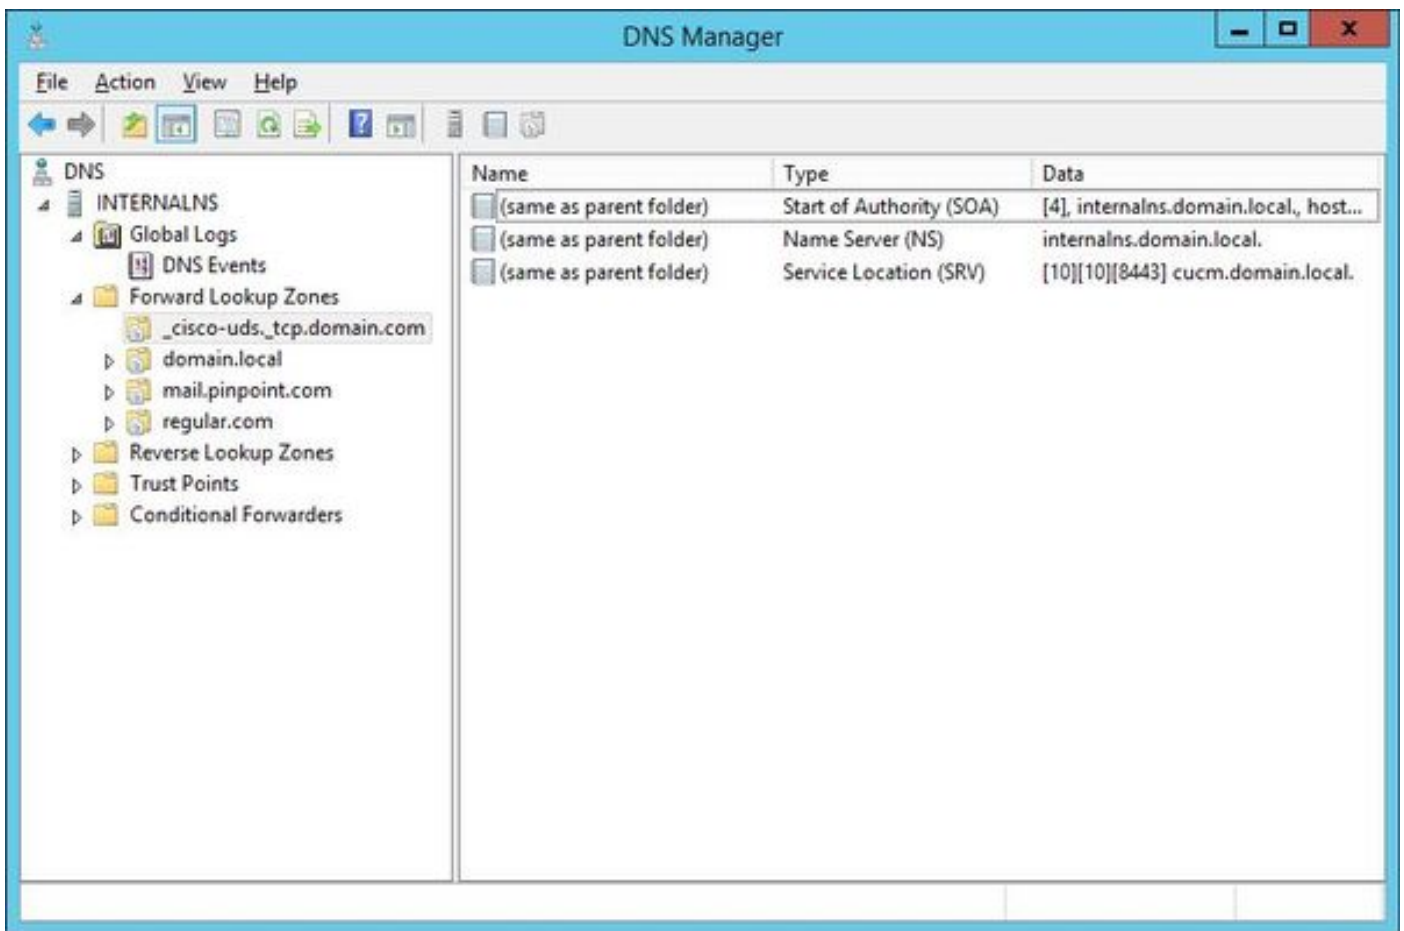 DNS Manager
File Action View Help
DNS
INTERNALNS
Global Logs
DNS Events
Forward Lookup Zones
_cisco-uds._tcp.domain.com
domain.local
mail.pinpoint.com
regular.com
Reverse Lookup Zones
Trust Points
Conditional Forwarders
Name Type Data
(same as parent folder) Start of Authority (SOA) [4], internalns.domain.local., host...
(same as parent folder) Name Server (NS) internalns.domain.local.
(same as parent folder) Service Location (SRV) [10][10][8443] cucm.domain.local.